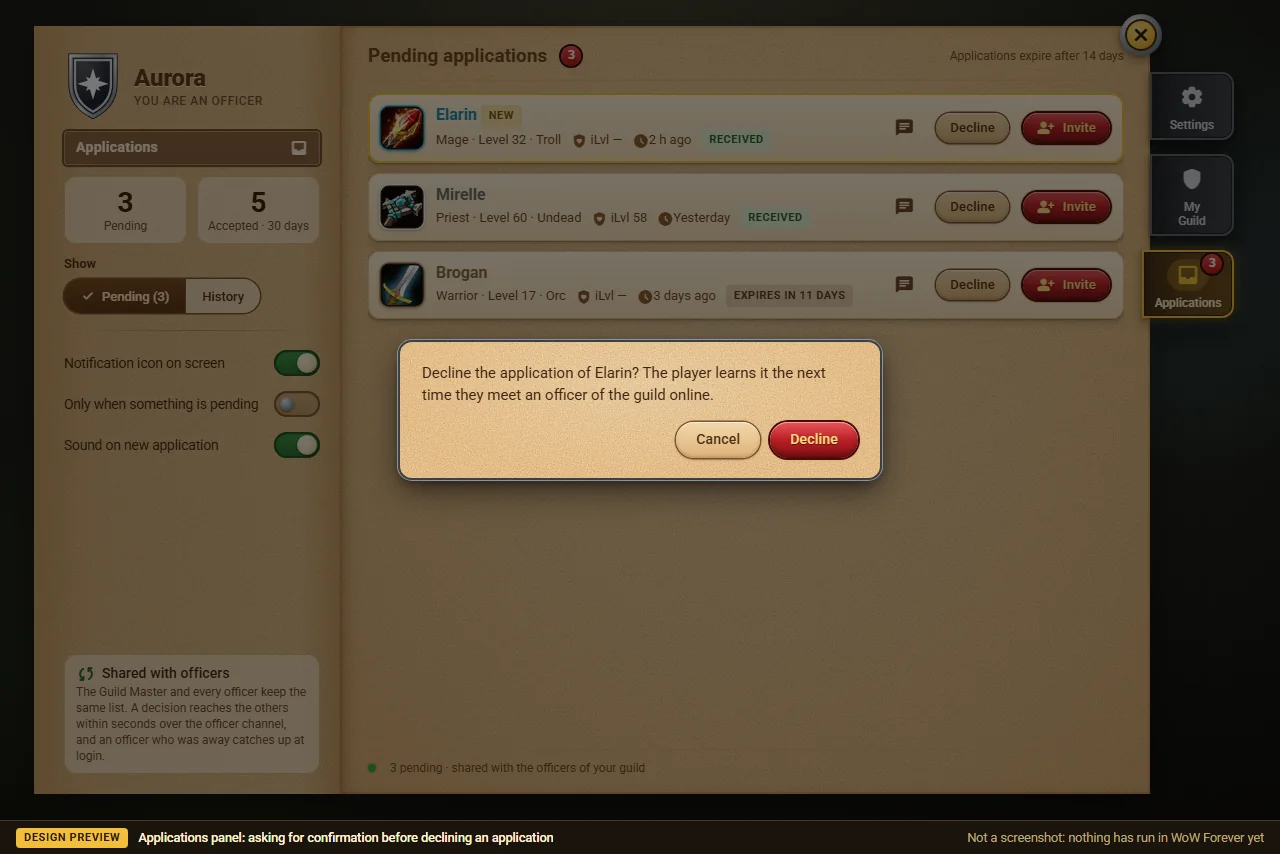 Aurora
YOU ARE AN OFFICER
Applications
3
Pending
5
Accepted · 30 days
Show
Pending (3)
History
Notification icon on screen
Only when something is pending
Sound on new application
Shared with officers
The Guild Master and every officer keep the
same list. A decision reaches the others
within seconds over the officer channel,
and an officer who was away catches up at
login.
Pending applications 3
Applications expire after 14 days
Elarin NEW
Mage · Level 32 · Troll iLvl — 2 h ago RECEIVED
Decline Invite
Mirelle
Priest · Level 60 · Undead iLvl 58 Yesterday RECEIVED
Decline Invite
Brogan
Warrior · Level 17 · Orc iLvl — 3 days ago EXPIRES IN 11 DAYS
Decline Invite
Decline the application of Elarin? The player learns it the next
time they meet an officer of the guild online.
Cancel Decline
3 pending · shared with the officers of your guild
Settings
My
Guild
3
Applications
DESIGN PREVIEW Applications panel: asking for confirmation before declining an application
Not a screenshot: nothing has run in WoW Forever yet